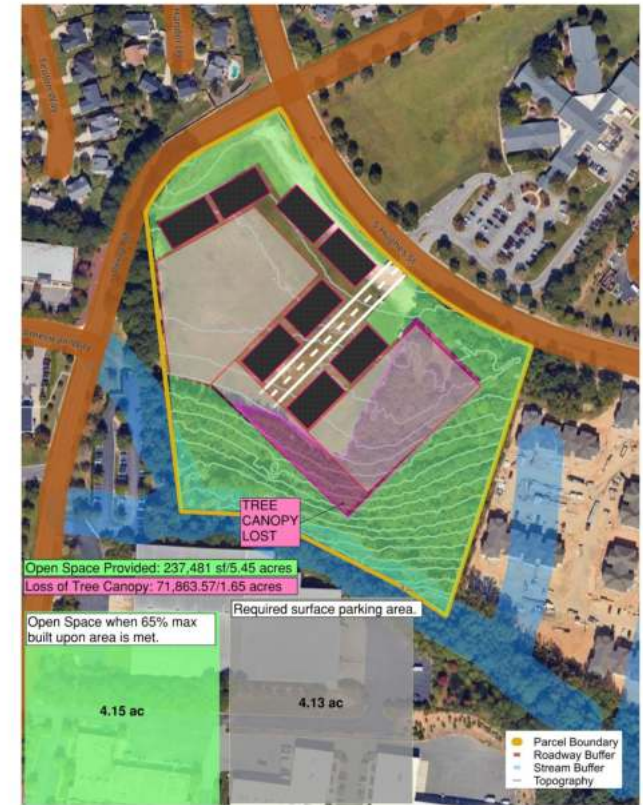 S Hughes St
TREE
CANOPY
LOST
Open Space Provided: 237,481 sf/5.45 acres
Loss of Tree Canopy: 71,863.57/1.65 acres
Open Space when 65% max
built upon area is met.
Required surface parking area.
4.15 ac
4.13 ac
Parcel Boundary
Roadway Buffer
Stream Buffer
Topography